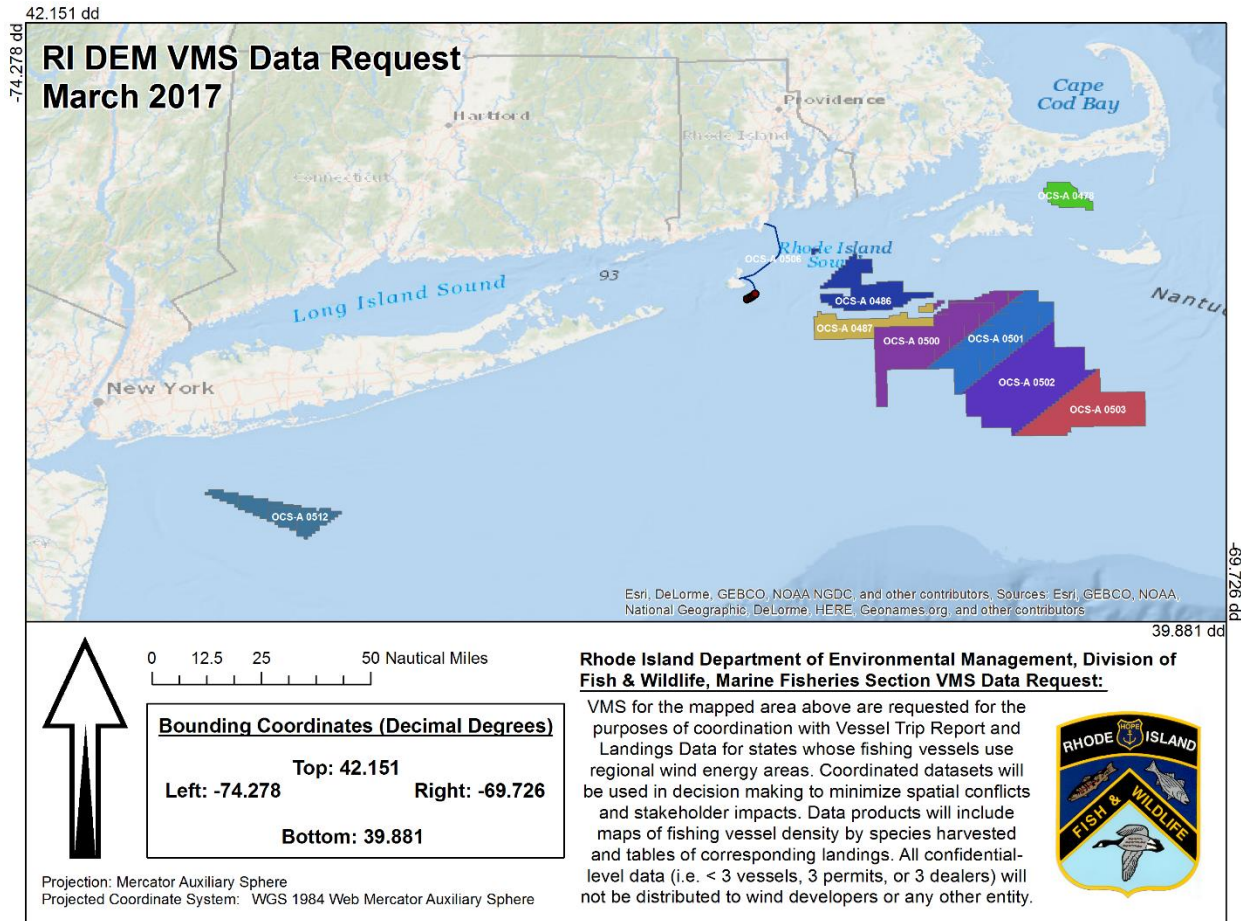 42.151 dd
-74.278 dd
RI DEM VMS Data Request
March 2017
Cape
Cod Bay
Providence
Hartford
Rhode Island
Connecticut
OCS-A 0478
Rhode Island
Sound
OCS-A 0506
93
Long Island Sound
OCS-A 0486
Nantuc
OCS-A 0487
OCS-A 0500
OCS-A 0501
OCS-A 0502
New York
OCS-A 0503
OCS-A 0512
-69.726 dd
Esri, DeLorme, GEBCO, NOAA NGDC, and other contributors, Sources: Esri, GEBCO, NOAA,
National Geographic, DeLorme, HERE, Geonames.org, and other contributors
39.881 dd
0 12.5 25 50 Nautical Miles
Bounding Coordinates (Decimal Degrees)
Top: 42.151
Left: -74.278 Right: -69.726
Bottom: 39.881
Projection: Mercator Auxiliary Sphere
Projected Coordinate System: WGS 1984 Web Mercator Auxiliary Sphere
Rhode Island Department of Environmental Management, Division of
Fish & Wildlife, Marine Fisheries Section VMS Data Request:
VMS for the mapped area above are requested for the
purposes of coordination with Vessel Trip Report and
Landings Data for states whose fishing vessels use
regional wind energy areas. Coordinated datasets will
be used in decision making to minimize spatial conflicts
and stakeholder impacts. Data products will include
maps of fishing vessel density by species harvested
and tables of corresponding landings. All confidential-
level data (i.e. < 3 vessels, 3 permits, or 3 dealers) will
not be distributed to wind developers or any other entity.
HOPE
RHODE ISLAND
FISH & WILDLIFE